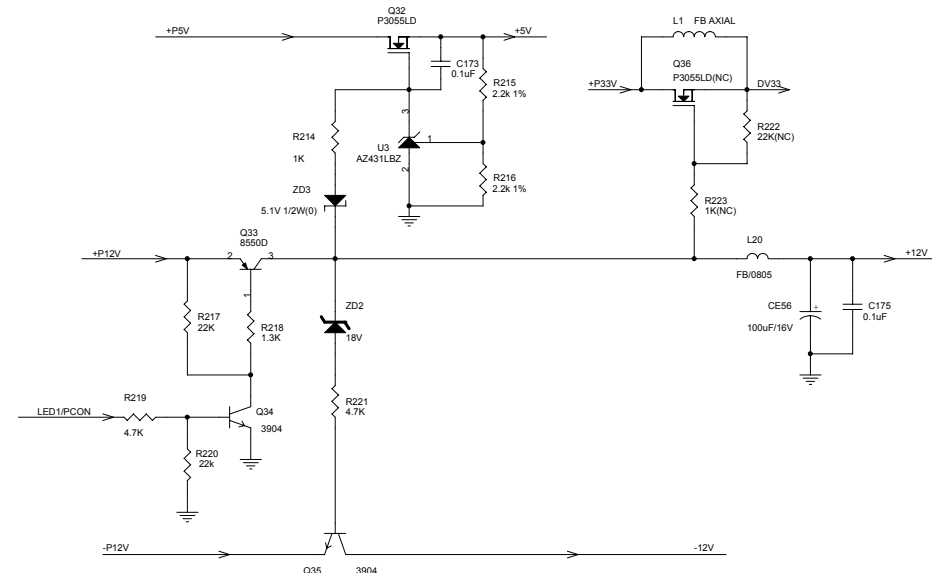 Q32
P3055LD
+P5V
+5V
C173
0.1uF
R215
2.2k 1%
3
1
U3
AZ431LBZ
2
R216
2.2k 1%
R214
1K
ZD3
5.1V 1/2W(0)
L1 FB AXIAL
Q36
P3055LD(NC)
+P33V
DV33
R222
22K(NC)
R223
1K(NC)
Q33
8550D
+P12V
2
3
1
L20
FB/0805
+12V
R217
22K
R218
1.3K
ZD2
18V
CE56
+
100uF/16V
C175
0.1uF
R219
LED1/PCON
4.7K
Q34
3904
R220
22k
R221
4.7K
-P12V
-12V
Q35
3904